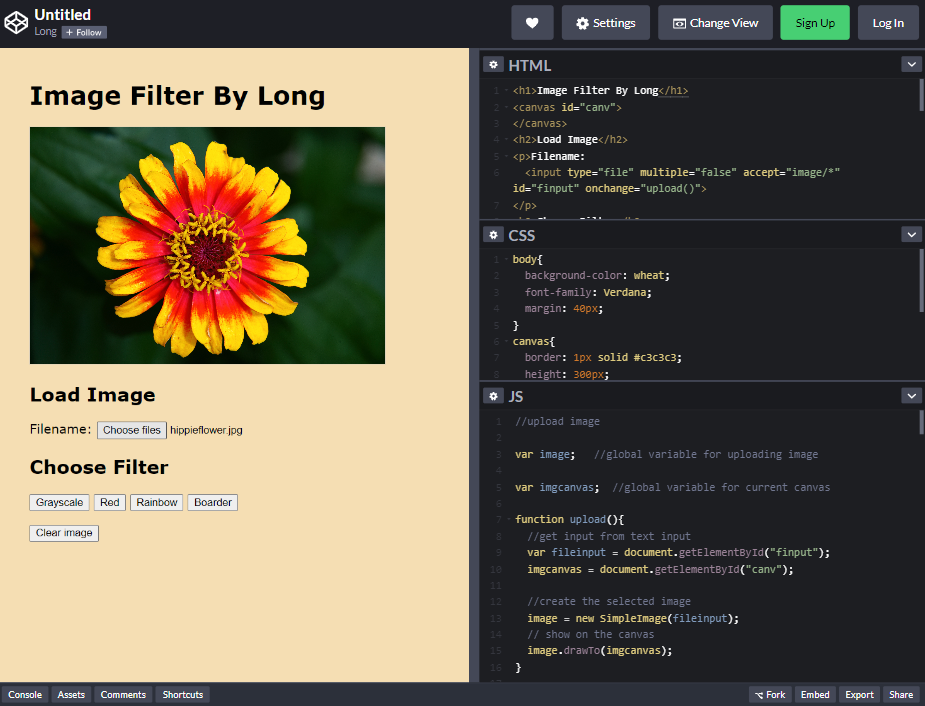 Untitled
Long + Follow
Settings
Change View
Sign Up
Log In
Image Filter By Long
Load Image
Filename: Choose files hippieflower.jpg
Choose Filter
Grayscale Red Rainbow Boarder
Clear image
HTML
1 <h1>Image Filter By Long</h1>
2 <canvas id="canv">
3 </canvas>
4 <h2>Load Image</h2>
5 <p>Filename:
6 <input type="file" multiple="false" accept="image/*"
id="finput" onchange="upload()">
7 </p>
CSS
1 body{
2 background-color: wheat;
3 font-family: Verdana;
4 margin: 40px;
5 }
6 canvas{
7 border: 1px solid #c3c3c3;
8 height: 300px;
JS
1 //upload image
2
3 var image; //global variable for uploading image
4
5 var imgcanvas; //global variable for current canvas
6
7 function upload(){
8 //get input from text input
9 var fileinput = document.getElementById("finput");
10 imgcanvas = document.getElementById("canv");
11
12 //create the selected image
13 image = new SimpleImage(fileinput);
14 // show on the canvas
15 image.drawTo(imgcanvas);
16 }
Console Assets Comments Shortcuts
Fork Embed Export Share